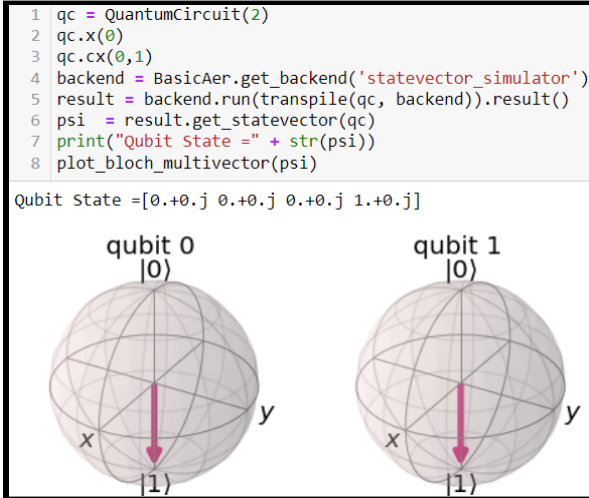 1 qc = QuantumCircuit(2)
2 qc.x(0)
3 qc.cx(0,1)
4 backend = BasicAer.get_backend('statevector_simulator')
5 result = backend.run(transpile(qc, backend)).result()
6 psi  = result.get_statevector(qc)
7 print("Qubit State =" + str(psi))
8 plot_bloch_multivector(psi)
Qubit State =[0.+0.j 0.+0.j 0.+0.j 1.+0.j]
qubit 0 qubit 1
|0⟩ |0⟩
y y
x x
|1⟩ |1⟩